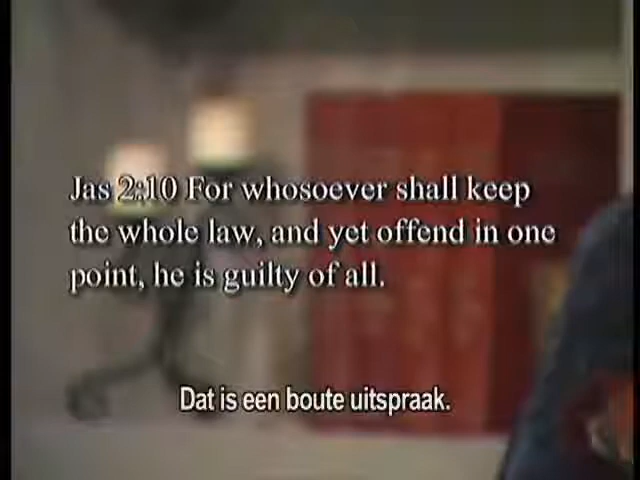 Jas 2:10 For whosoever shall keep
the whole law, and yet offend in one
point, he is guilty of all.
Dat is een boute uitspraak.